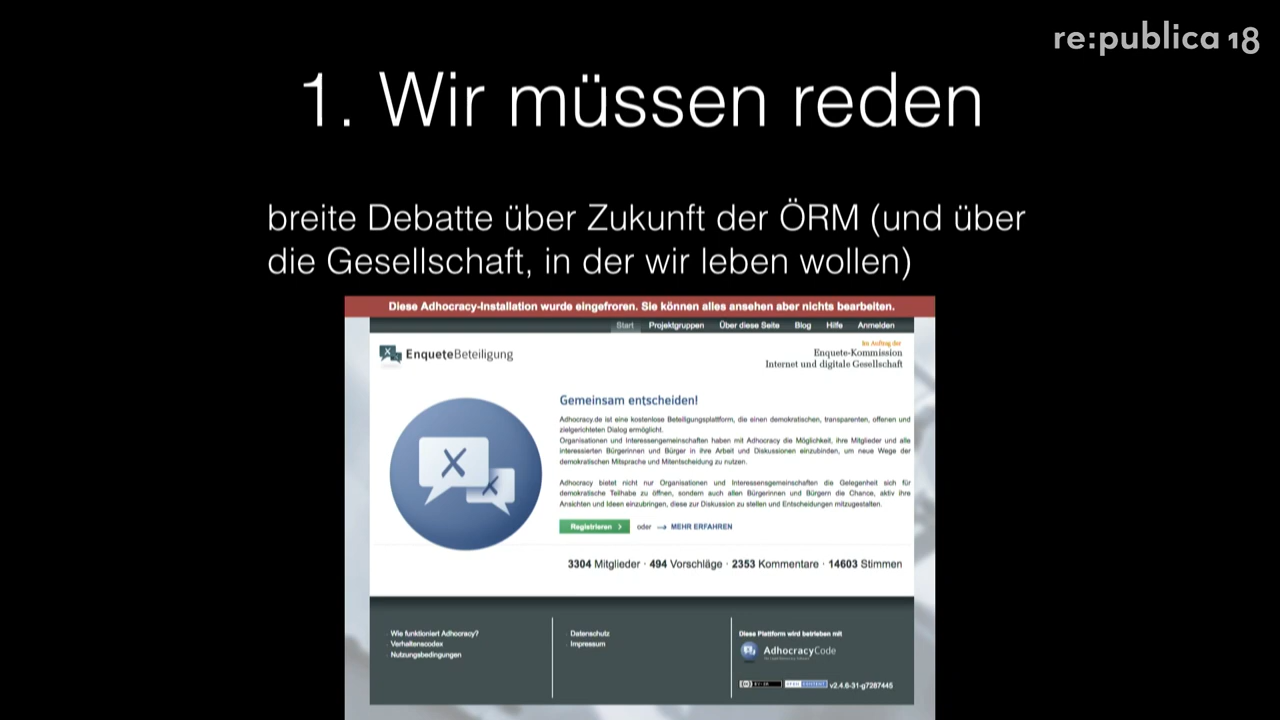 re:publica 18
1. Wir müssen reden
breite Debatte über Zukunft der ÖRM (und über
die Gesellschaft, in der wir leben wollen)
Diese Adhocracy-Installation wurde eingefroren. Sie können alles ansehen aber nichts bearbeiten.
Start Projektgruppen Über diese Seite Blog Hilfe Anmelden
EnqueteBeteiligung
Im Auftrag der
Enquete-Kommission
Internet und digitale Gesellschaft
Gemeinsam entscheiden!
Adhocracy.de ist eine kostenlose Beteiligungsplattform, die einen demokratischen, transparenten, offenen und
zielgerichteten Dialog ermöglicht.
Organisationen und Interessengemeinschaften haben mit Adhocracy die Möglichkeit, ihre Mitglieder und alle
interessierten Bürgerinnen und Bürger in ihre Arbeit und Diskussionen einzubinden, um neue Wege der
demokratischen Mitsprache und Mitentscheidung zu nutzen.
Adhocracy bietet nicht nur Organisationen und Interessensgemeinschaften die Gelegenheit sich für
demokratische Teilhabe zu öffnen, sondern auch allen Bürgerinnen und Bürgern die Chance, aktiv ihre
Ansichten und Ideen einzubringen, diese zur Diskussion zu stellen und Entscheidungen mitzugestalten.
Registrieren > oder → MEHR ERFAHREN
3304 Mitglieder · 494 Vorschläge · 2353 Kommentare · 14603 Stimmen
Wie funktioniert Adhocracy?
Verhaltenscodex
Nutzungsbedingungen
Datenschutz
Impressum
Diese Plattform wird betrieben mit
AdhocracyCode
v2.4.6-31-g7287445